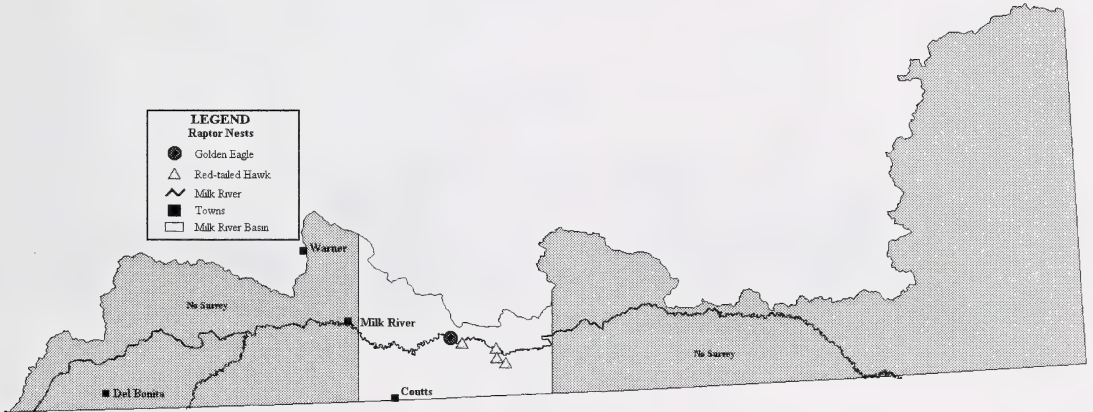 LEGEND
Raptor Nests
Golden Eagle
Red-tailed Hawk
Milk River
Towns
Milk River Basin
Warner
No Survey
Milk River
No Survey
Del Bonita
Coutts